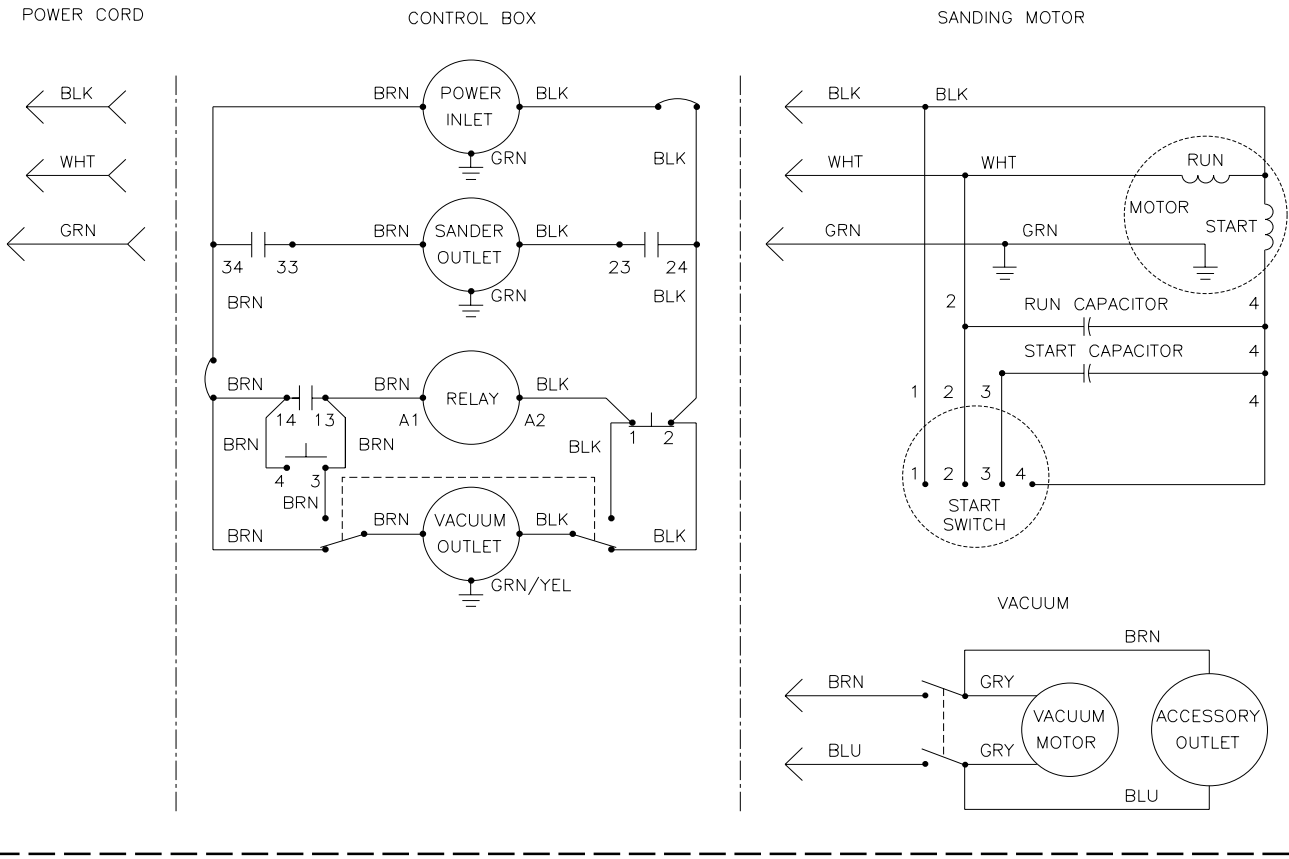 POWER CORD
BLK
WHT
GRN
CONTROL BOX
BRN
POWER
INLET
BLK
GRN
BLK
BRN
SANDER
OUTLET
BLK
34
33
23
24
GRN
BRN
BLK
BRN
BRN
RELAY
BLK
14
13
A1
A2
1
2
BRN
BRN
BLK
4
3
BRN
BRN
BRN
VACUUM
OUTLET
BLK
BLK
GRN/YEL
SANDING MOTOR
BLK
BLK
WHT
WHT
RUN
MOTOR
START
GRN
GRN
2
RUN CAPACITOR
4
START CAPACITOR
4
1
2
3
4
1
2
3
4
START
SWITCH
VACUUM
BRN
BRN
GRY
VACUUM
MOTOR
ACCESSORY
OUTLET
BLU
GRY
BLU